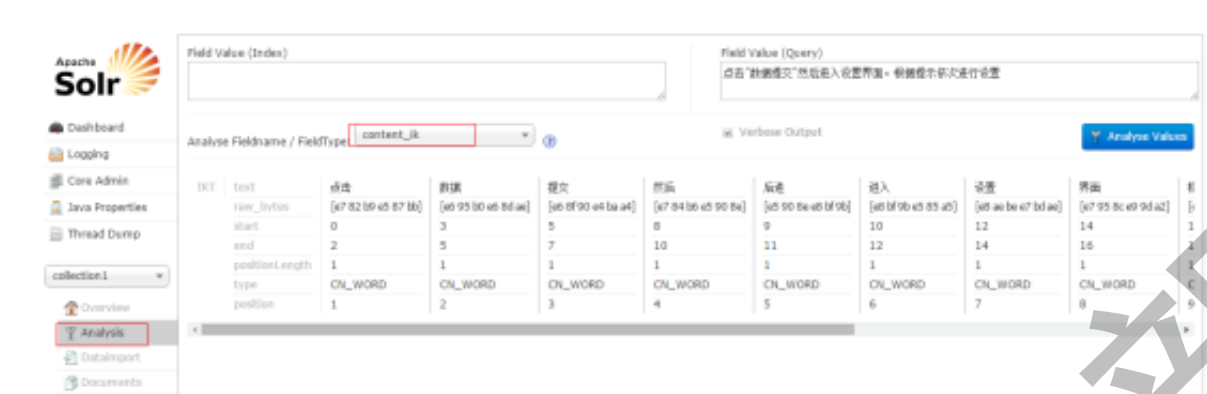 Apache
Solr
Dashboard
Logging
Core Admin
Java Properties
Thread Dump
collection1
Overview
Analysis
Dataimport
Documents
Field Value (Index)
Field Value (Query)
点击"数据提交"然后进入设置界面。根据提示依次进行设置
Analyse Fieldname / FieldType: content_ik
Verbose Output
Analyse Values
IKT text 点击 数据 提交 然后 后进 进入 设置 界面
raw_bytes [e7 82 b9 e5 87 bb] [e6 95 b0 e6 8d ae] [e6 8f 90 e4 ba a4] [e7 84 b6 e5 90 8e] [e5 90 8e e8 bf 9b] [e8 bf 9b e5 85 a5] [e8 ae be e7 bd ae] [e7 95 8c e9 9d a2]
start 0 3 5 8 9 10 12 14
end 2 5 7 10 11 12 14 16
positionLength 1 1 1 1 1 1 1 1
type CN_WORD CN_WORD CN_WORD CN_WORD CN_WORD CN_WORD CN_WORD CN_WORD
position 1 2 3 4 5 6 7 8 9